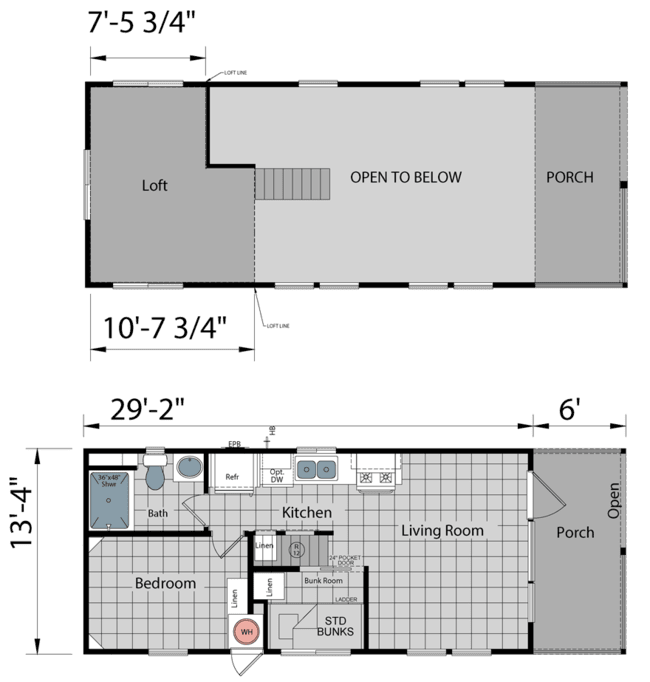 7'-5 3/4"
LOFT LINE
Loft
OPEN TO BELOW
PORCH
10'-7 3/4"
LOFT LINE
29'-2"
6'
13'-4"
EPB
HB
36"x48"
Shwr
Bath
Refr
Opt.
DW
Kitchen
Living Room
Porch
Open
Linen
R
12
24" POCKET
DOOR
Bedroom
Linen
Linen
Bunk Room
LADDER
WH
STD
BUNKS